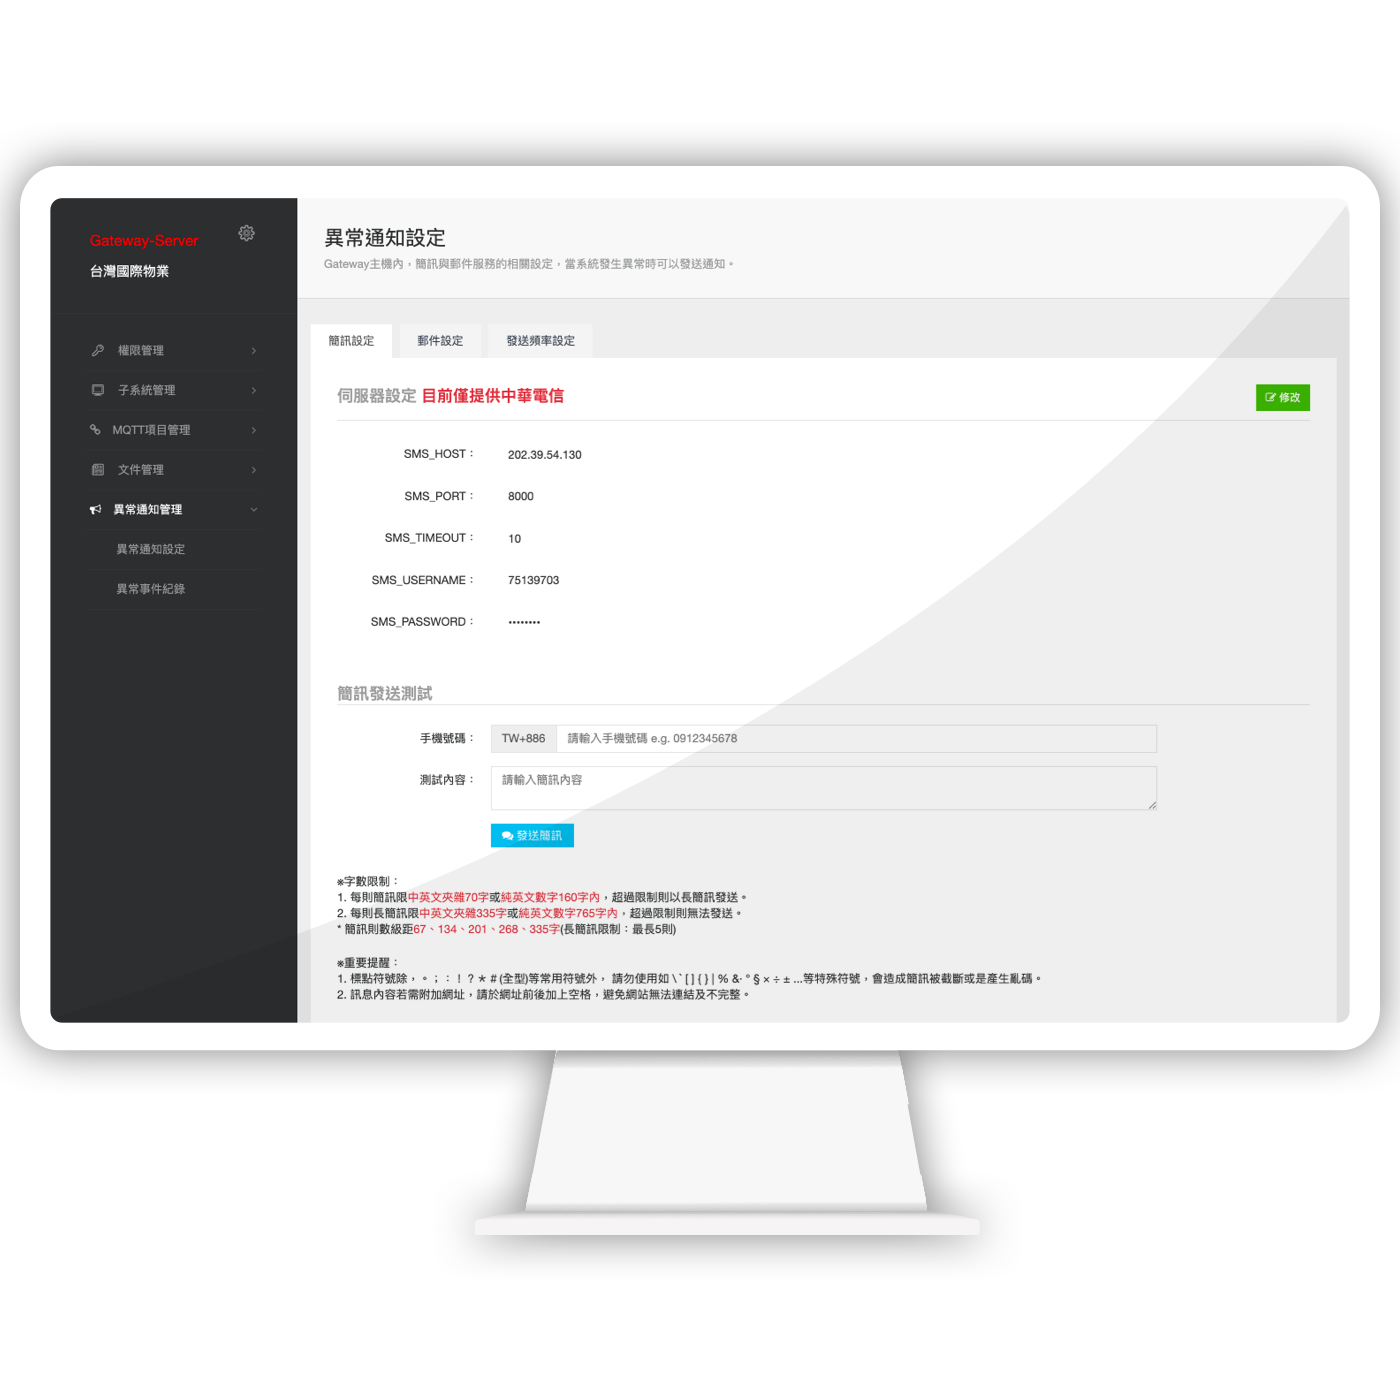 Gateway-Server
台灣國際物業
權限管理
子系統管理
MQTT項目管理
文件管理
異常通知管理
異常通知設定
異常事件紀錄
異常通知設定
Gateway主機內，簡訊與郵件服務的相關設定，當系統發生異常時可以發送通知。
簡訊設定 郵件設定 發送頻率設定
伺服器設定 目前僅提供中華電信 修改
SMS_HOST： 202.39.54.130
SMS_PORT： 8000
SMS_TIMEOUT： 10
SMS_USERNAME： 75139703
SMS_PASSWORD： ••••••••
簡訊發送測試
手機號碼： TW+886 請輸入手機號碼 e.g. 0912345678
測試內容： 請輸入簡訊內容
發送簡訊
※字數限制：
1. 每則簡訊限中英文夾雜70字或純英文數字160字內，超過限制則以長簡訊發送。
2. 每則長簡訊限中英文夾雜335字或純英文數字765字內，超過限制則無法發送。
* 簡訊則數級距67、134、201、268、335字(長簡訊限制：最長5則)
※重要提醒：
1. 標點符號除，。；：！？＊＃(全型)等常用符號外， 請勿使用如 \ ` [ ] { } | % &· ° § × ÷ ± ...等特殊符號，會造成簡訊被截斷或是產生亂碼。
2. 訊息內容若需附加網址，請於網址前後加上空格，避免網站無法連結及不完整。